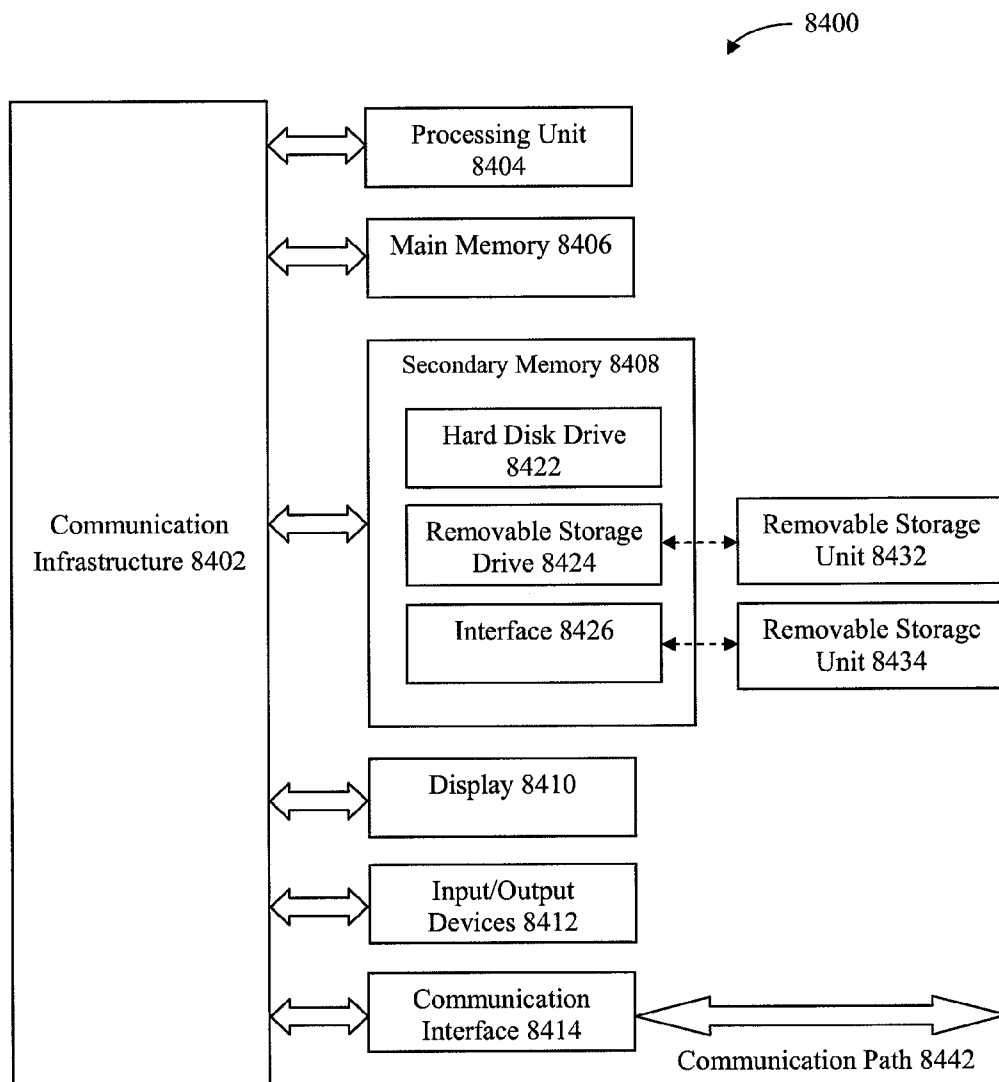 8400
Processing Unit
8404
Main Memory 8406
Secondary Memory 8408
Hard Disk Drive
8422
Communication
Infrastructure 8402
Removable Storage
Drive 8424
Removable Storage
Unit 8432
Interface 8426
Removable Storage
Unit 8434
Display 8410
Input/Output
Devices 8412
Communication
Interface 8414
Communication Path 8442